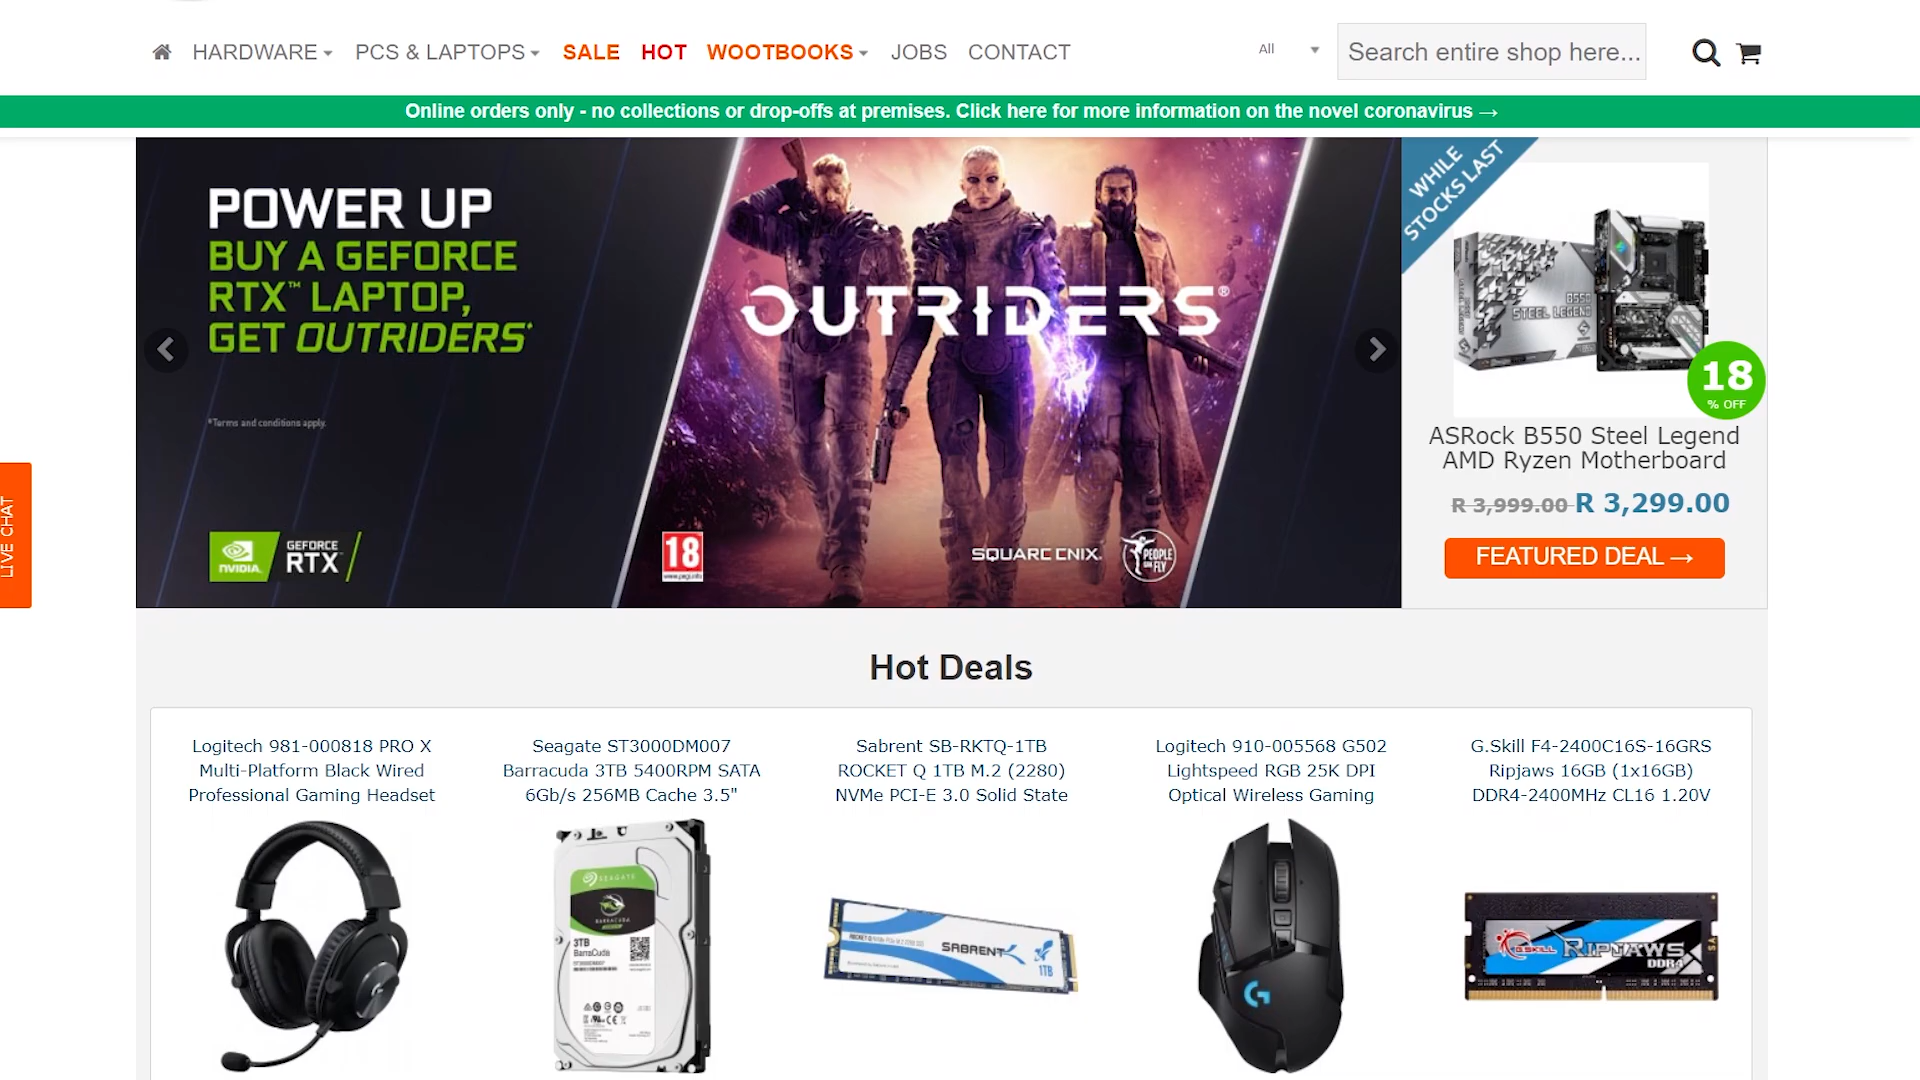 HARDWARE PCS & LAPTOPS SALE HOT WOOTBOOKS JOBS CONTACT All Search entire shop here...
Online orders only - no collections or drop-offs at premises. Click here for more information on the novel coronavirus →
POWER UP
BUY A GEFORCE
RTX™ LAPTOP,
GET OUTRIDERS*
*Terms and conditions apply.
NVIDIA.
GEFORCE
RTX
OUTRIDERS®
18
www.pegi.info
SQUARE ENIX.
PEOPLE
CAN FLY
WHILE
STOCKS LAST
B550
STEEL LEGEND
18
% OFF
ASRock B550 Steel Legend
AMD Ryzen Motherboard
R 3,999.00 R 3,299.00
FEATURED DEAL →
LIVE CHAT
Hot Deals
Logitech 981-000818 PRO X
Multi-Platform Black Wired
Professional Gaming Headset
Seagate ST3000DM007
Barracuda 3TB 5400RPM SATA
6Gb/s 256MB Cache 3.5"
SEAGATE
BARRACUDA
3TB
BarraCuda
Sabrent SB-RKTQ-1TB
ROCKET Q 1TB M.2 (2280)
NVMe PCI-E 3.0 Solid State
SABRENT
1TB
Logitech 910-005568 G502
Lightspeed RGB 25K DPI
Optical Wireless Gaming
G.Skill F4-2400C16S-16GRS
Ripjaws 16GB (1x16GB)
DDR4-2400MHz CL16 1.20V
G.SKILL RIPJAWS
DDR4